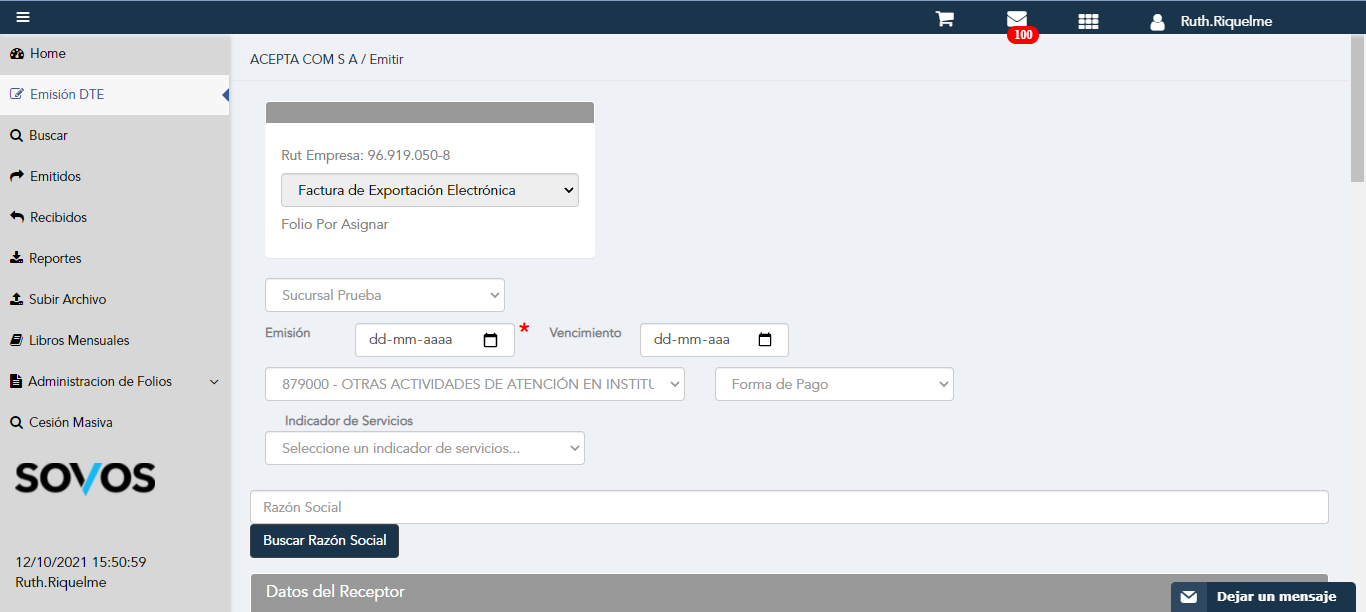 100
Ruth.Riquelme
Home
Emisión DTE
Buscar
Emitidos
Recibidos
Reportes
Subir Archivo
Libros Mensuales
Administracion de Folios
Cesión Masiva
SOVOS
12/10/2021 15:50:59
Ruth.Riquelme
ACEPTA COM S A / Emitir
Rut Empresa: 96.919.050-8
Factura de Exportación Electrónica
Folio Por Asignar
Sucursal Prueba
Emisión dd-mm-aaaa * Vencimiento dd-mm-aaa
879000 - OTRAS ACTIVIDADES DE ATENCIÓN EN INSTITU Forma de Pago
Indicador de Servicios
Seleccione un indicador de servicios...
Razón Social
Buscar Razón Social
Datos del Receptor
Dejar un mensaje